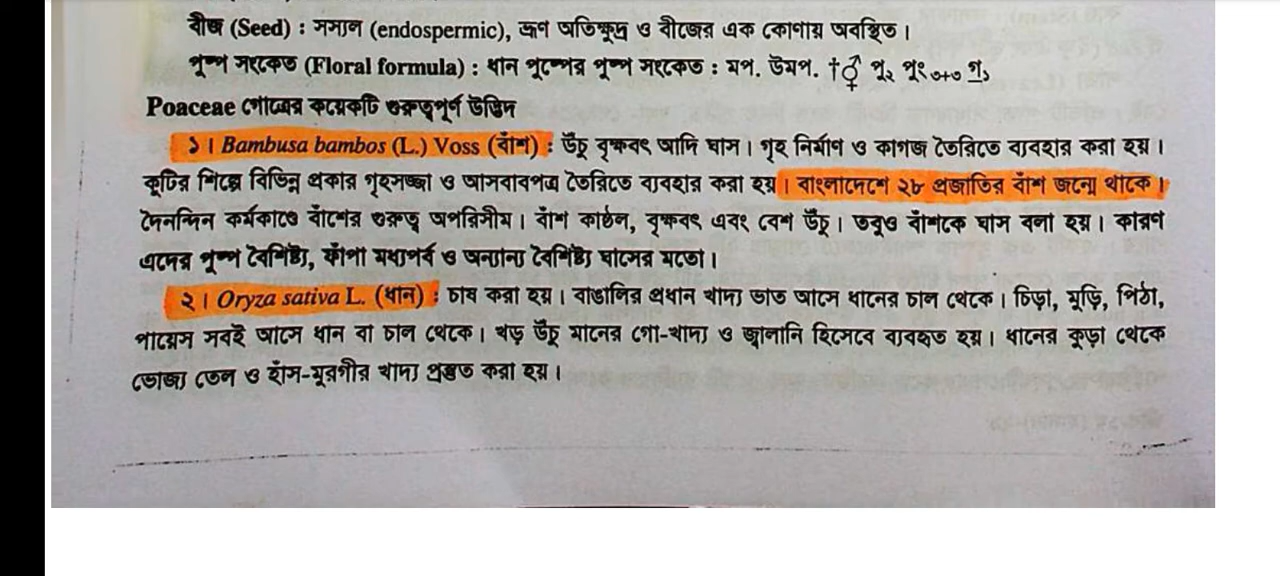 বীজ (Seed) : সস্যল (endospermic), ভ্রূণ অতিক্ষুদ্র ও বীজের এক কোণায় অবস্থিত।
পুষ্প সংকেত (Floral formula) : ধান পুষ্পের পুষ্প সংকেত : মপ. উমপ. †⚥ পু২ পুং৩+৩ গ১
Poaceae গোত্রের কয়েকটি গুরুত্বপূর্ণ উদ্ভিদ
১। Bambusa bambos (L.) Voss (বাঁশ) : উঁচু বৃক্ষবৎ আদি ঘাস। গৃহ নির্মাণ ও কাগজ তৈরিতে ব্যবহার করা হয়।
কুটির শিল্পে বিভিন্ন প্রকার গৃহসজ্জা ও আসবাবপত্র তৈরিতে ব্যবহার করা হয়। বাংলাদেশে ২৮ প্রজাতির বাঁশ জন্মে থাকে।
দৈনন্দিন কর্মকাণ্ডে বাঁশের গুরুত্ব অপরিসীম। বাঁশ কাষ্ঠল, বৃক্ষবৎ এবং বেশ উঁচু। তবুও বাঁশকে ঘাস বলা হয়। কারণ
এদের পুষ্প বৈশিষ্ট্য, ফাঁপা মধ্যপর্ব ও অন্যান্য বৈশিষ্ট্য ঘাসের মতো।
২। Oryza sativa L. (ধান) : চাষ করা হয়। বাঙালির প্রধান খাদ্য ভাত আসে ধানের চাল থেকে। চিড়া, মুড়ি, পিঠা,
পায়েস সবই আসে ধান বা চাল থেকে। খড় উঁচু মানের গো-খাদ্য ও জ্বালানি হিসেবে ব্যবহৃত হয়। ধানের কুড়া থেকে
ভোজ্য তেল ও হাঁস-মুরগীর খাদ্য প্রস্তুত করা হয়।